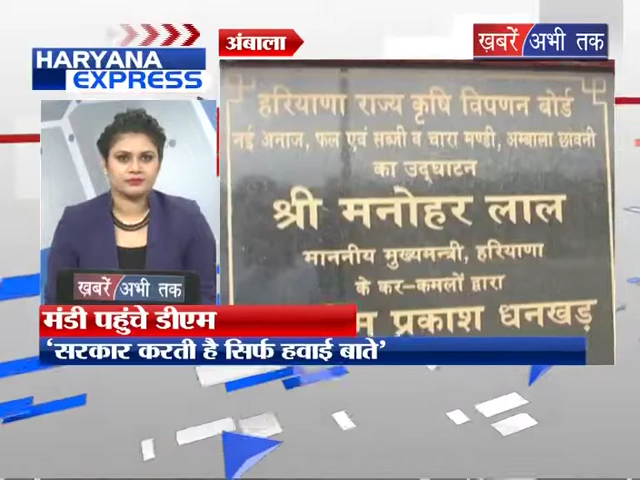 HARYANA
EXPRESS
अंबाला
ख़बरें अभी तक
हरियाणा राज्य कृषि विपणन बोर्ड
नई अनाज, फल एवं सब्जी व चारा मण्डी, अम्बाला छावनी
का उद्घाटन
श्री मनोहर लाल
माननीय मुख्यमन्त्री, हरियाणा
के कर-कमलों द्वारा
प्रकाश धनखड़
ख़बरें अभी तक
मंडी पहुंचे डीएम
‘सरकार करती है सिर्फ हवाई बाते’